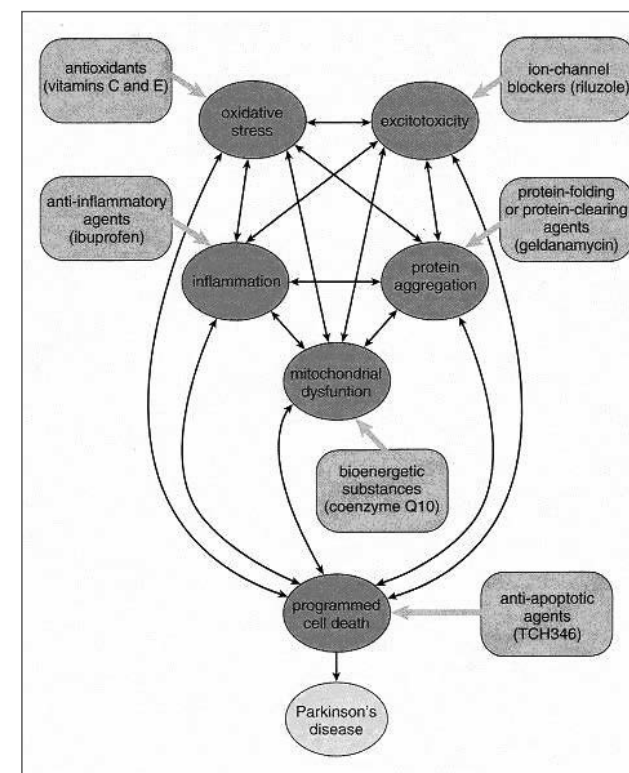 antioxidants
(vitamins C and E)
ion-channel
blockers (riluzole)
oxidative
stress
excitotoxicity
anti-inflammatory
agents
(ibuprofen)
protein-folding
or protein-clearing
agents
(geldanamycin)
inflammation
protein
aggregation
mitochondrial
dysfuntion
bioenergetic
substances
(coenzyme Q10)
programmed
cell death
anti-apoptotic
agents
(TCH346)
Parkinson's
disease